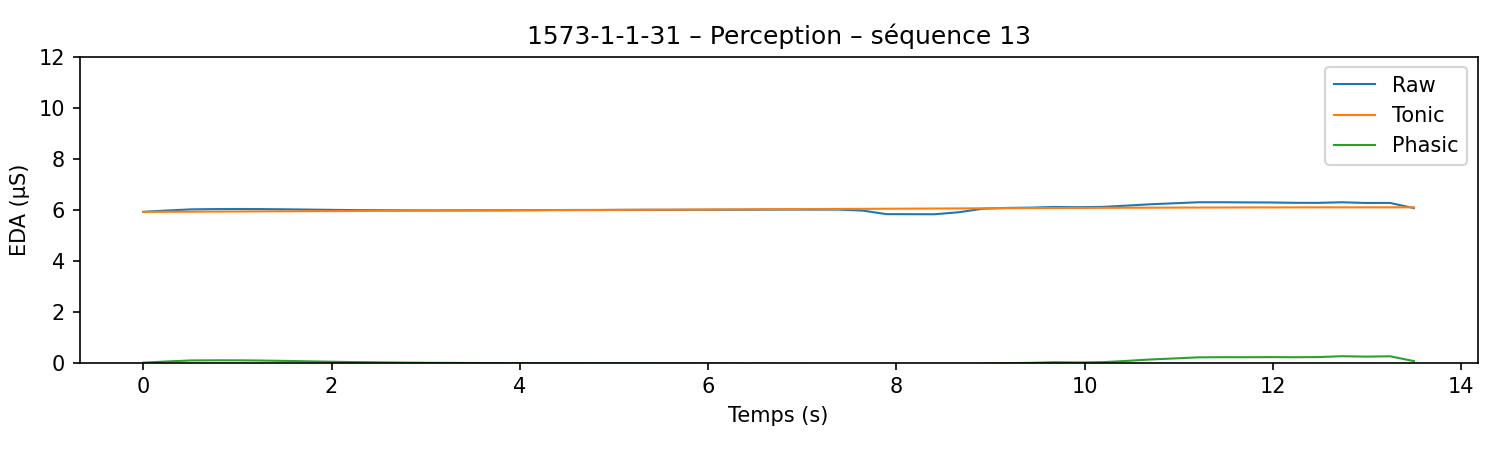 1573-1-1-31 – Perception – séquence 13
EDA (µS)
12
10
8
6
4
2
0
Raw
Tonic
Phasic
0 2 4 6 8 10 12 14
Temps (s)